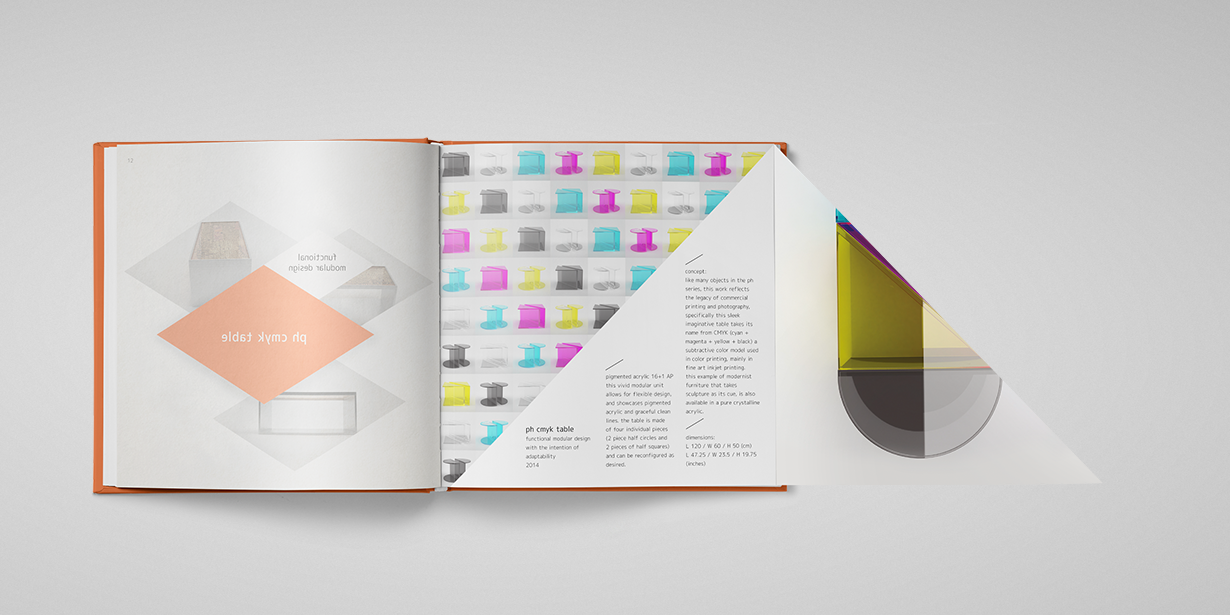 12
functional
modular design
ph cmyk table
ph cmyk table
functional modular design
with the intention of
adaptability
2014
pigmented acrylic 16+1 AP
this vivid modular unit
allows for flexible design,
and showcases pigmented
acrylic and graceful clean
lines. the table is made
of four individual pieces
(2 piece half circles and
2 pieces of half squares)
and can be reconfigured as
desired.
concept:
like many objects in the ph
series, this work reflects
the legacy of commercial
printing and photography,
specifically this sleek
imaginative table takes its
name from CMYK (cyan +
magenta + yellow + black) a
subtractive color model used
in color printing, mainly in
fine art inkjet printing.
this example of modernist
furniture that takes
sculpture as its cue, is also
available in a pure crystalline
acrylic.
dimensions:
L 120 / W 60 / H 50 (cm)
L 47.25 / W 23.5 / H 19.75
(inches)